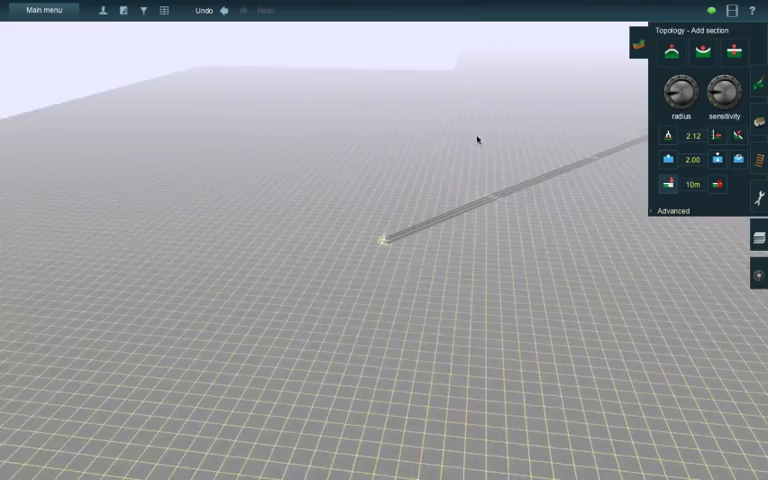 Main menu
Undo
Redo
Topology - Add section
radius
sensitivity
2.12
2.00
10m
Advanced